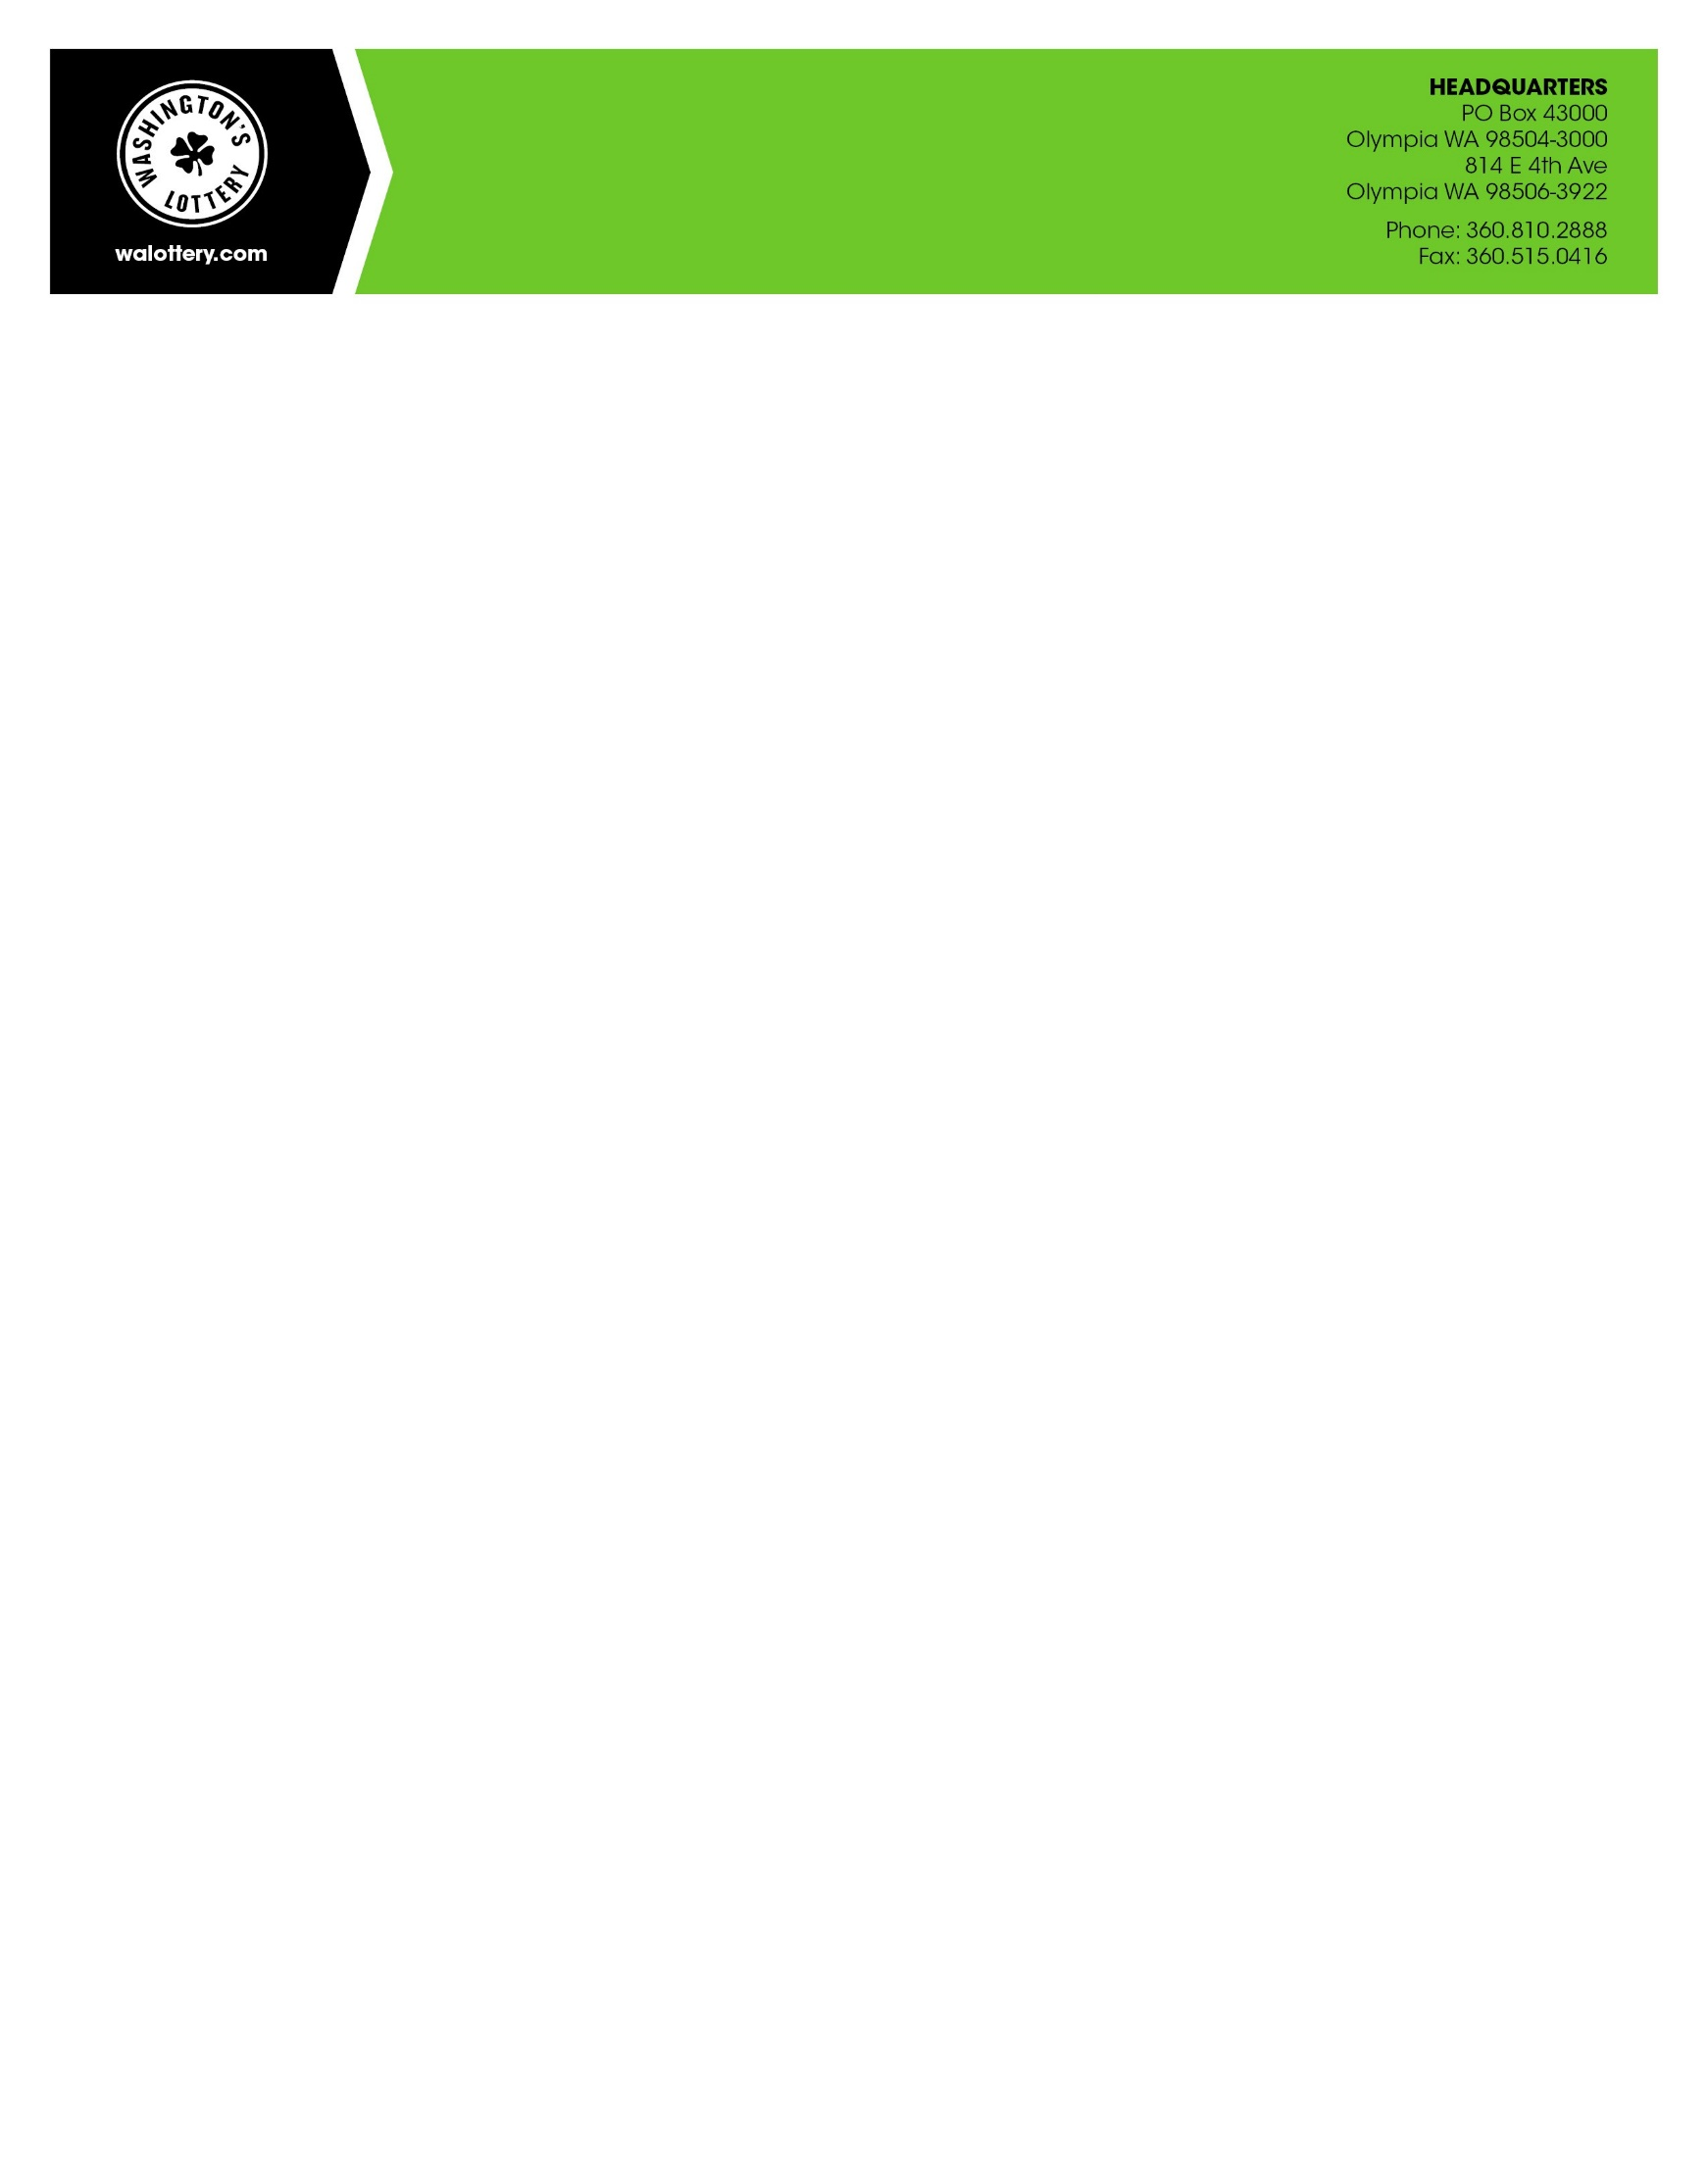 WASHINGTON'S
LOTTERY
walottery.com
HEADQUARTERS
PO Box 43000
Olympia WA 98504-3000
814 E 4th Ave
Olympia WA 98506-3922
Phone: 360.810.2888
Fax: 360.515.0416